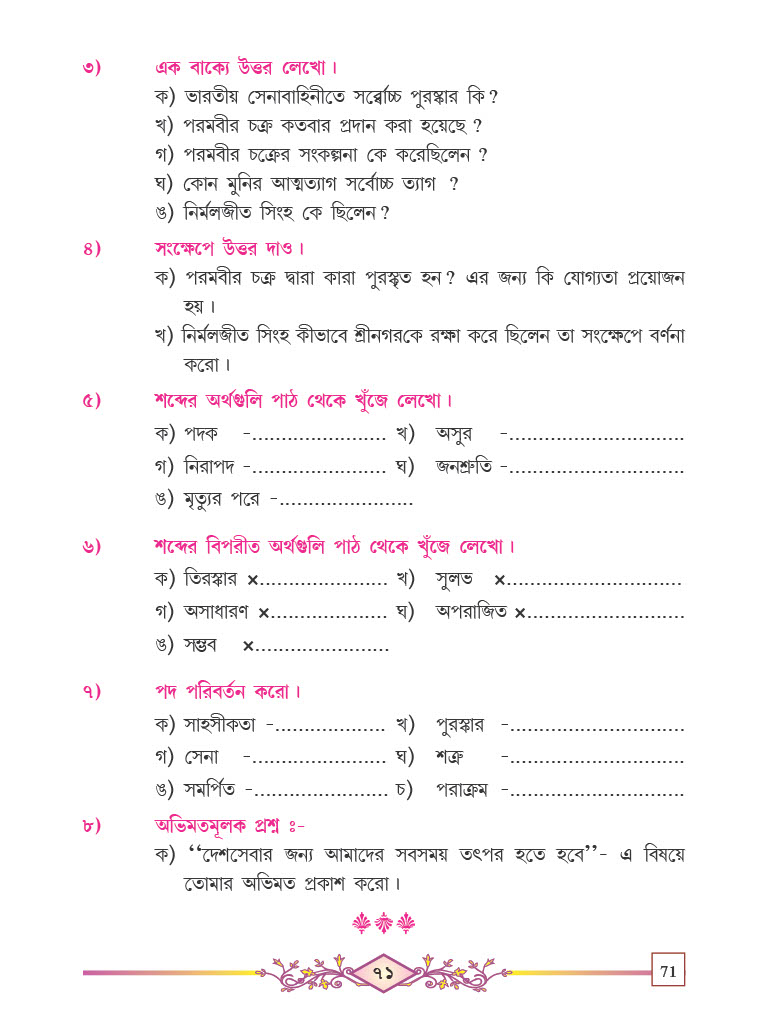 ৩) এক বাক্যে উত্তর লেখো।
ক) ভারতীয় সেনাবাহিনীতে সর্ব্বোচ্চ পুরষ্কার কি?
খ) পরমবীর চক্র কতবার প্রদান করা হয়েছে ?
গ) পরমবীর চক্রের সংকল্পনা কে করেছিলেন ?
ঘ) কোন মুনির আত্মত্যাগ সর্বোচ্চ ত্যাগ ?
ঙ) নির্মলজীত সিংহ কে ছিলেন?
৪) সংক্ষেপে উত্তর দাও।
ক) পরমবীর চক্র দ্বারা কারা পুরস্কৃত হন? এর জন্য কি যোগ্যতা প্রয়োজন
হয়।
খ) নির্মলজীত সিংহ কীভাবে শ্রীনগরকে রক্ষা করে ছিলেন তা সংক্ষেপে বর্ণনা
করো।
৫) শব্দের অর্থগুলি পাঠ থেকে খুঁজে লেখো।
ক) পদক -....................... খ) অসুর -..............................
গ) নিরাপদ -....................... ঘ) জনশ্রুতি -..............................
ঙ) মৃত্যুর পরে -.......................
৬) শব্দের বিপরীত অর্থগুলি পাঠ থেকে খুঁজে লেখো।
ক) তিরস্কার ×...................... খ) সুলভ ×..............................
গ) অসাধারণ ×.................... ঘ) অপরাজিত ×...........................
ঙ) সম্ভব ×.......................
৭) পদ পরিবর্তন করো।
ক) সাহসীকতা -................... খ) পুরস্কার -..............................
গ) সেনা -....................... ঘ) শত্রু -..............................
ঙ) সমর্পিত -....................... চ) পরাক্রম -..............................
৮) অভিমতমূলক প্রশ্ন ঃ-
ক) ‘‘দেশসেবার জন্য আমাদের সবসময় তৎপর হতে হবে’’- এ বিষয়ে
তোমার অভিমত প্রকাশ করো।
৭১
71